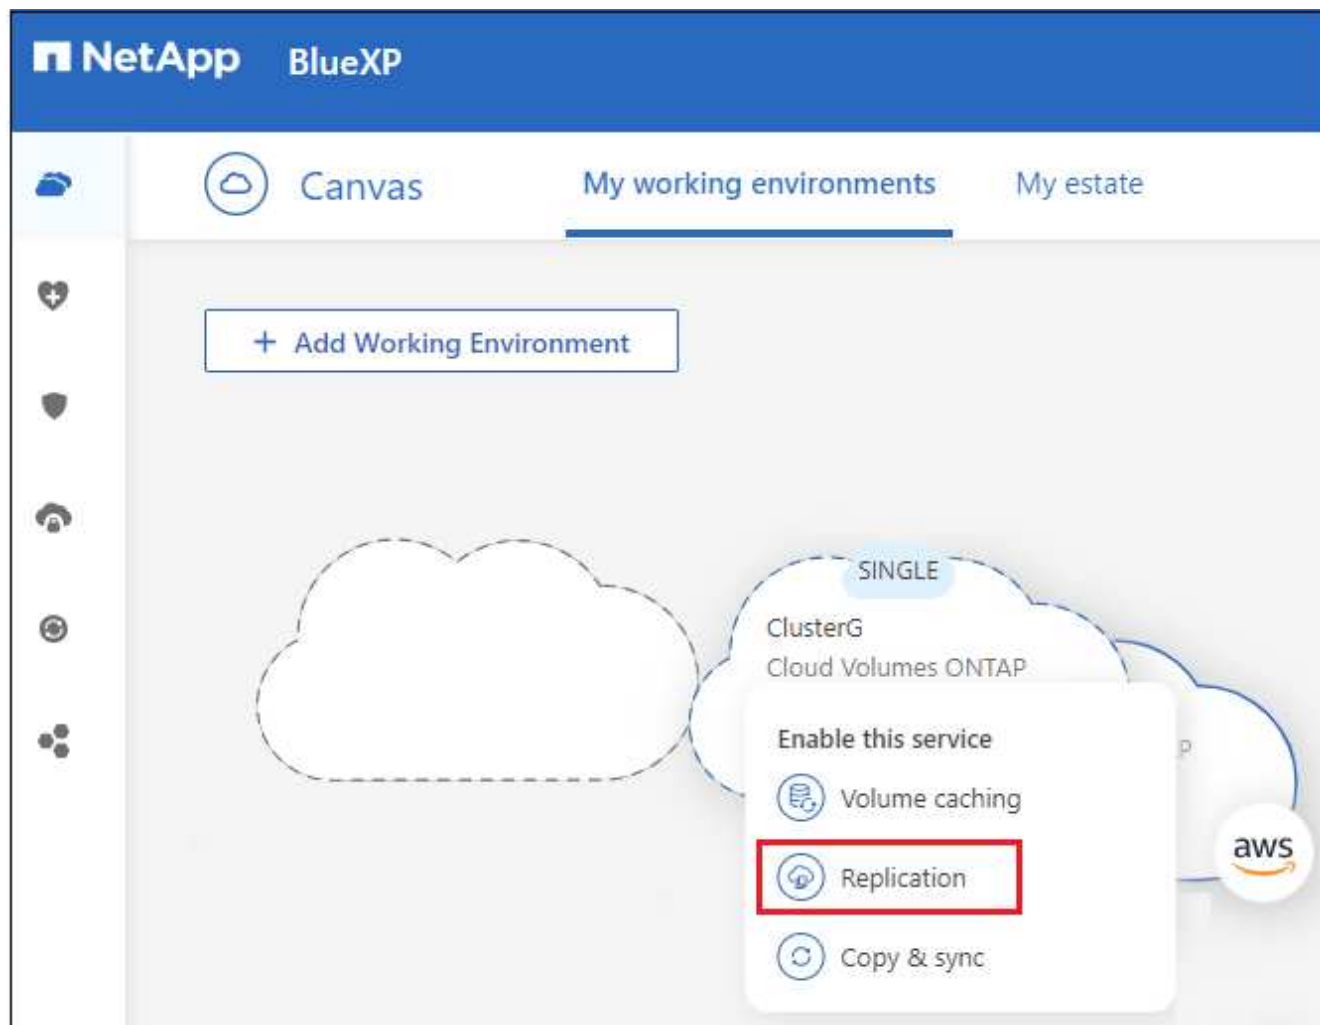 NetApp BlueXP
Canvas My working environments My estate
+ Add Working Environment
SINGLE
ClusterG
Cloud Volumes ONTAP
Enable this service
P
Volume caching
aws
Replication
Copy & sync